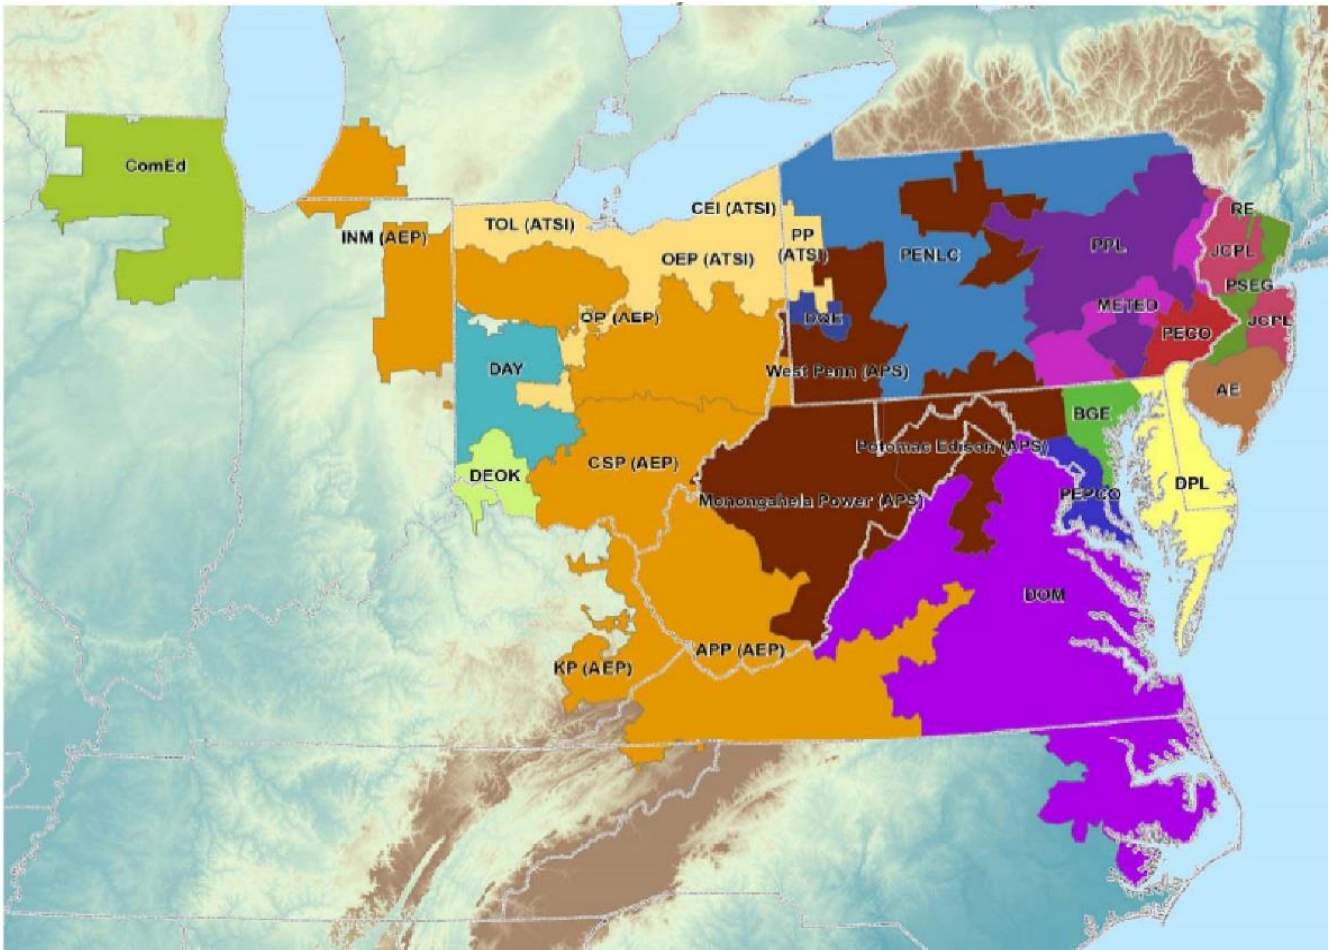 ComEd
INM (AEP)
TOL (ATSI)
CEI (ATSI)
OEP (ATSI)
PP
(ATSI)
PENLC
PPL
RE
JCPL
PSEG
JCPL
METED
PECO
AE
OP (AEP)
DQE
DAY
West Penn (APS)
BGE
DEOK
CSP (AEP)
Potomac Edison (APS)
Monongahela Power (APS)
PEPCO
DPL
DOM
KP (AEP)
APP (AEP)